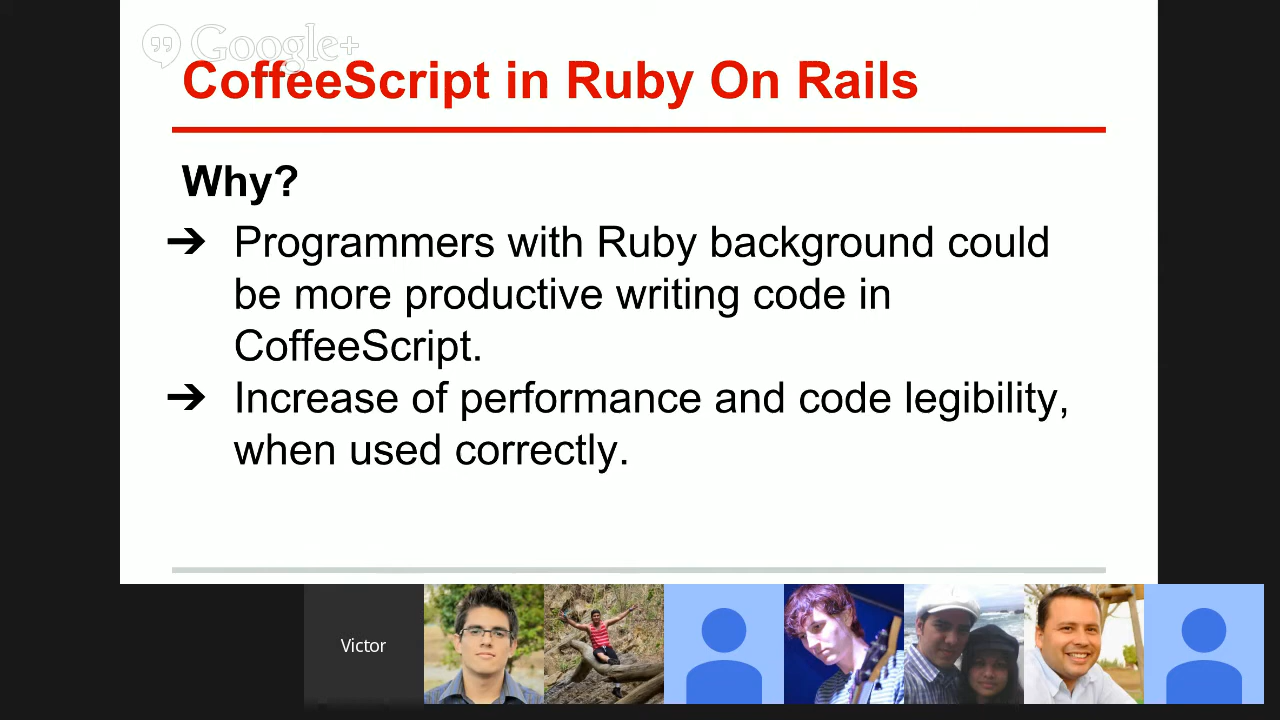 Google+
CoffeeScript in Ruby On Rails
Why?
➔ Programmers with Ruby background could
be more productive writing code in
CoffeeScript.
➔ Increase of performance and code legibility,
when used correctly.
Victor